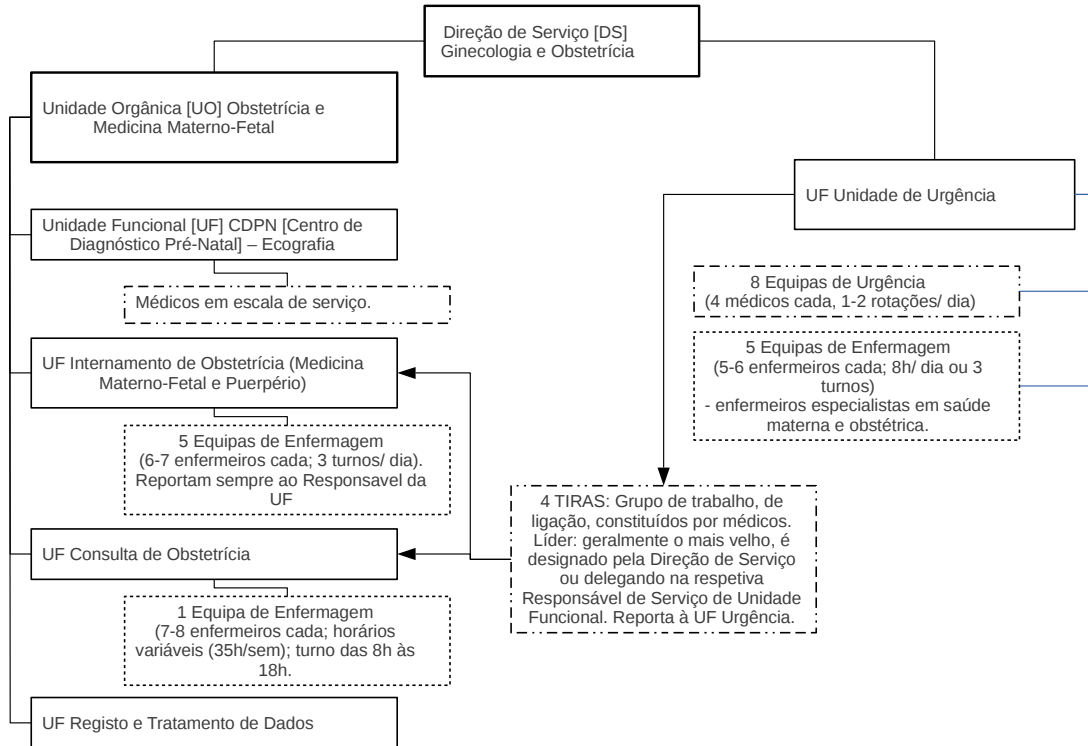 Direção de Serviço [DS]
Ginecologia e Obstetrícia
Unidade Orgânica [UO] Obstetrícia e
Medicina Materno-Fetal
UF Unidade de Urgência
Unidade Funcional [UF] CDPN [Centro de
Diagnóstico Pré-Natal] – Ecografia
Médicos em escala de serviço.
8 Equipas de Urgência
(4 médicos cada, 1-2 rotações/ dia)
UF Internamento de Obstetrícia (Medicina
Materno-Fetal e Puerpério)
5 Equipas de Enfermagem
(5-6 enfermeiros cada; 8h/ dia ou 3
turnos)
- enfermeiros especialistas em saúde
materna e obstétrica.
5 Equipas de Enfermagem
(6-7 enfermeiros cada; 3 turnos/ dia).
Reportam sempre ao Responsavel da
UF
4 TIRAS: Grupo de trabalho, de
ligação, constituídos por médicos.
Líder: geralmente o mais velho, é
designado pela Direção de Serviço
ou delegando na respetiva
Responsável de Serviço de Unidade
Funcional. Reporta à UF Urgência.
UF Consulta de Obstetrícia
1 Equipa de Enfermagem
(7-8 enfermeiros cada; horários
variáveis (35h/sem); turno das 8h às
18h.
UF Registo e Tratamento de Dados